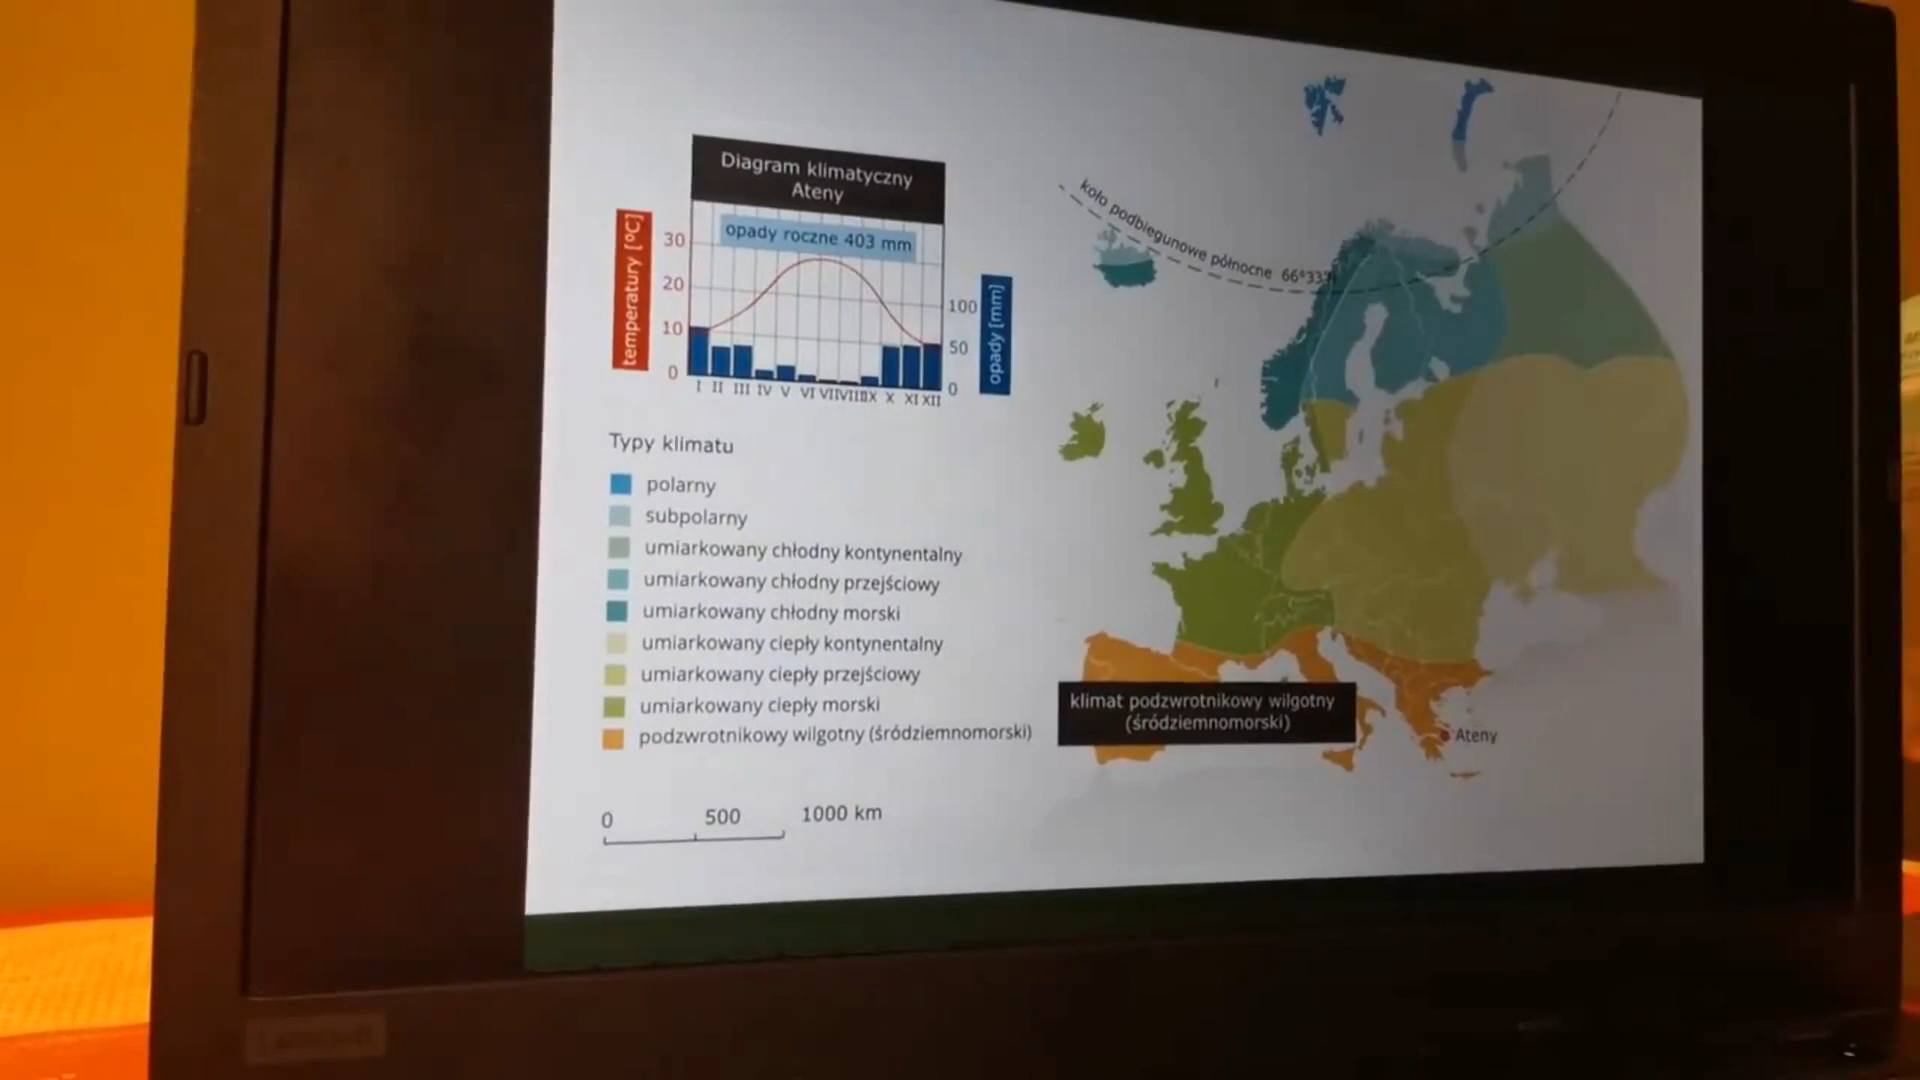 Diagram klimatyczny
Ateny
opady roczne 403 mm
temperatury [°C]
30
20
10
0
100
50
0
opady [mm]
I II III IV V VI VII VIII IX X XI XII
Typy klimatu
polarny
subpolarny
umiarkowany chłodny kontynentalny
umiarkowany chłodny przejściowy
umiarkowany chłodny morski
umiarkowany ciepły kontynentalny
umiarkowany ciepły przejściowy
umiarkowany ciepły morski
podzwrotnikowy wilgotny (śródziemnomorski)
0 500 1000 km
koło podbiegunowe północne 66°33'N
klimat podzwrotnikowy wilgotny
(śródziemnomorski)
Ateny